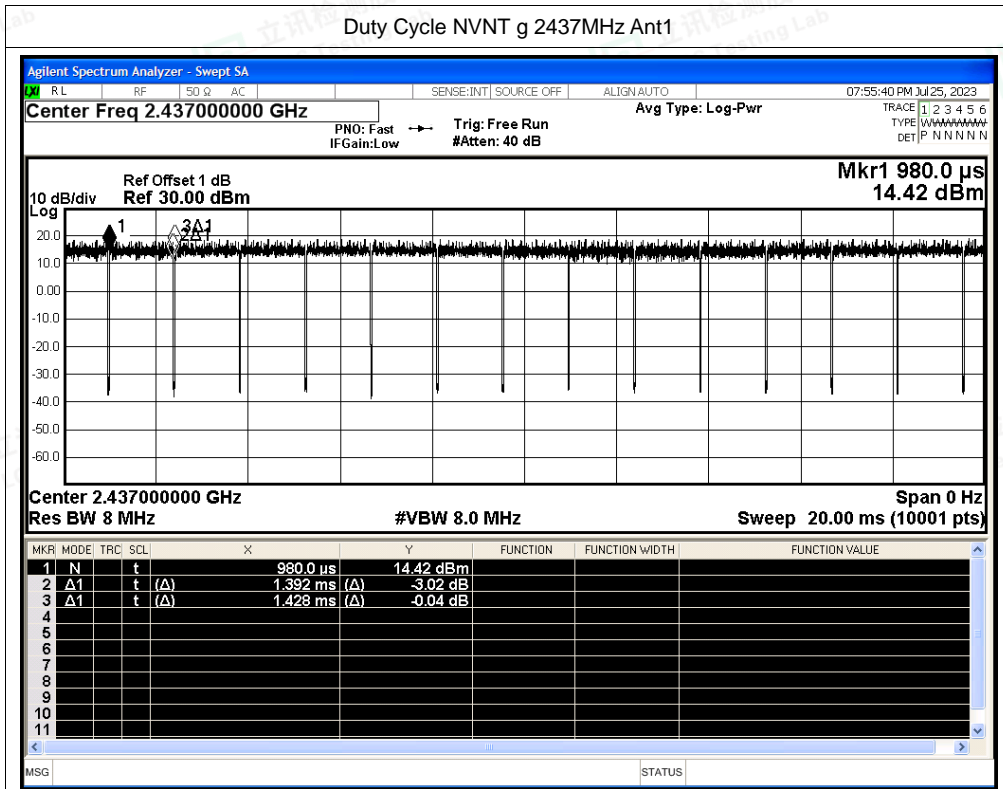 Duty Cycle NVNT g 2437MHz Ant1
Agilent Spectrum Analyzer - Swept SA
LXI RL RF 50 Ω AC SENSE:INT SOURCE OFF ALIGN AUTO 07:55:40 PM Jul 25, 2023
Center Freq 2.437000000 GHz
Avg Type: Log-Pwr
TRACE 1 2 3 4 5 6
PNO: Fast Trig: Free Run
TYPE WWWWWW
IFGain:Low #Atten: 40 dB
DET P N N N N N
Mkr1 980.0 µs
14.42 dBm
Ref Offset 1 dB
10 dB/div Ref 30.00 dBm
Log
1
3Δ1
2Δ1
20.0
10.0
0.00
-10.0
-20.0
-30.0
-40.0
-50.0
-60.0
Center 2.437000000 GHz Span 0 Hz
Res BW 8 MHz #VBW 8.0 MHz Sweep 20.00 ms (10001 pts)
MKR MODE TRC SCL X Y FUNCTION FUNCTION WIDTH FUNCTION VALUE
1 N t 980.0 µs 14.42 dBm
2 Δ1 t (Δ) 1.392 ms (Δ) -3.02 dB
3 Δ1 t (Δ) 1.428 ms (Δ) -0.04 dB
4
5
6
7
8
9
10
11
MSG STATUS